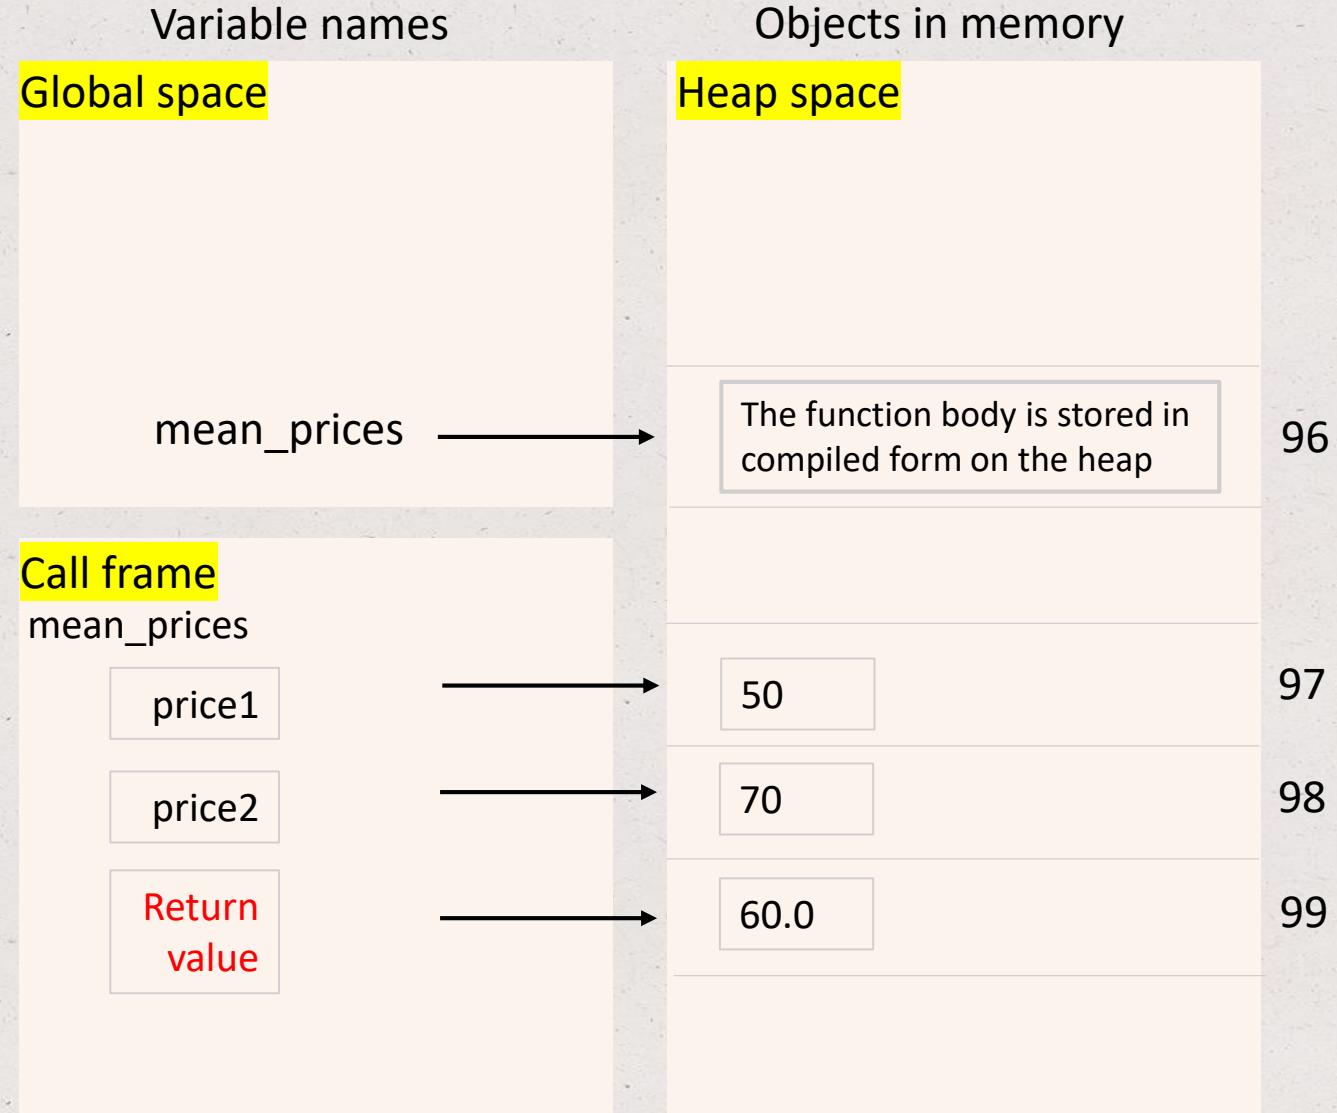 Variable names
Objects in memory
Global space
Heap space
mean_prices
The function body is stored in
compiled form on the heap
96
Call frame
mean_prices
price1
50
97
price2
70
98
Return
value
60.0
99